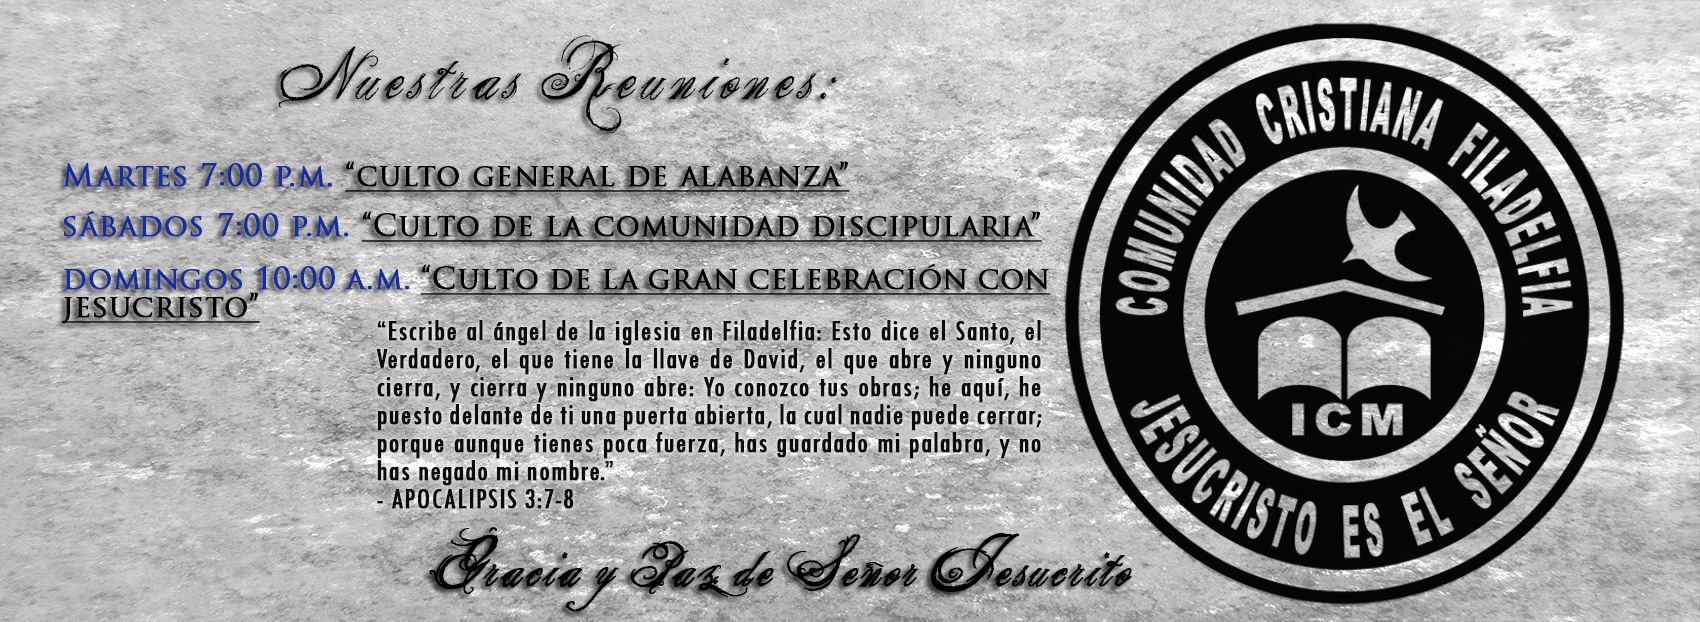 Nuestras Reuniones:
Martes 7:00 p.m. “culto general de alabanza”
sábados 7:00 p.m. “Culto de la comunidad discipularia”
domingos 10:00 a.m. “Culto de la gran celebración con
jesucristo”
“Escribe al ángel de la iglesia en Filadelfia: Esto dice el Santo, el
Verdadero, el que tiene la llave de David, el que abre y ninguno
cierra, y cierra y ninguno abre: Yo conozco tus obras; he aquí, he
puesto delante de ti una puerta abierta, la cual nadie puede cerrar;
porque aunque tienes poca fuerza, has guardado mi palabra, y no
has negado mi nombre.”
- APOCALIPSIS 3:7-8
Gracia y Paz de Señor Jesucrito
COMUNIDAD CRISTIANA FILADELFIA
ICM
JESUCRISTO ES EL SEÑOR